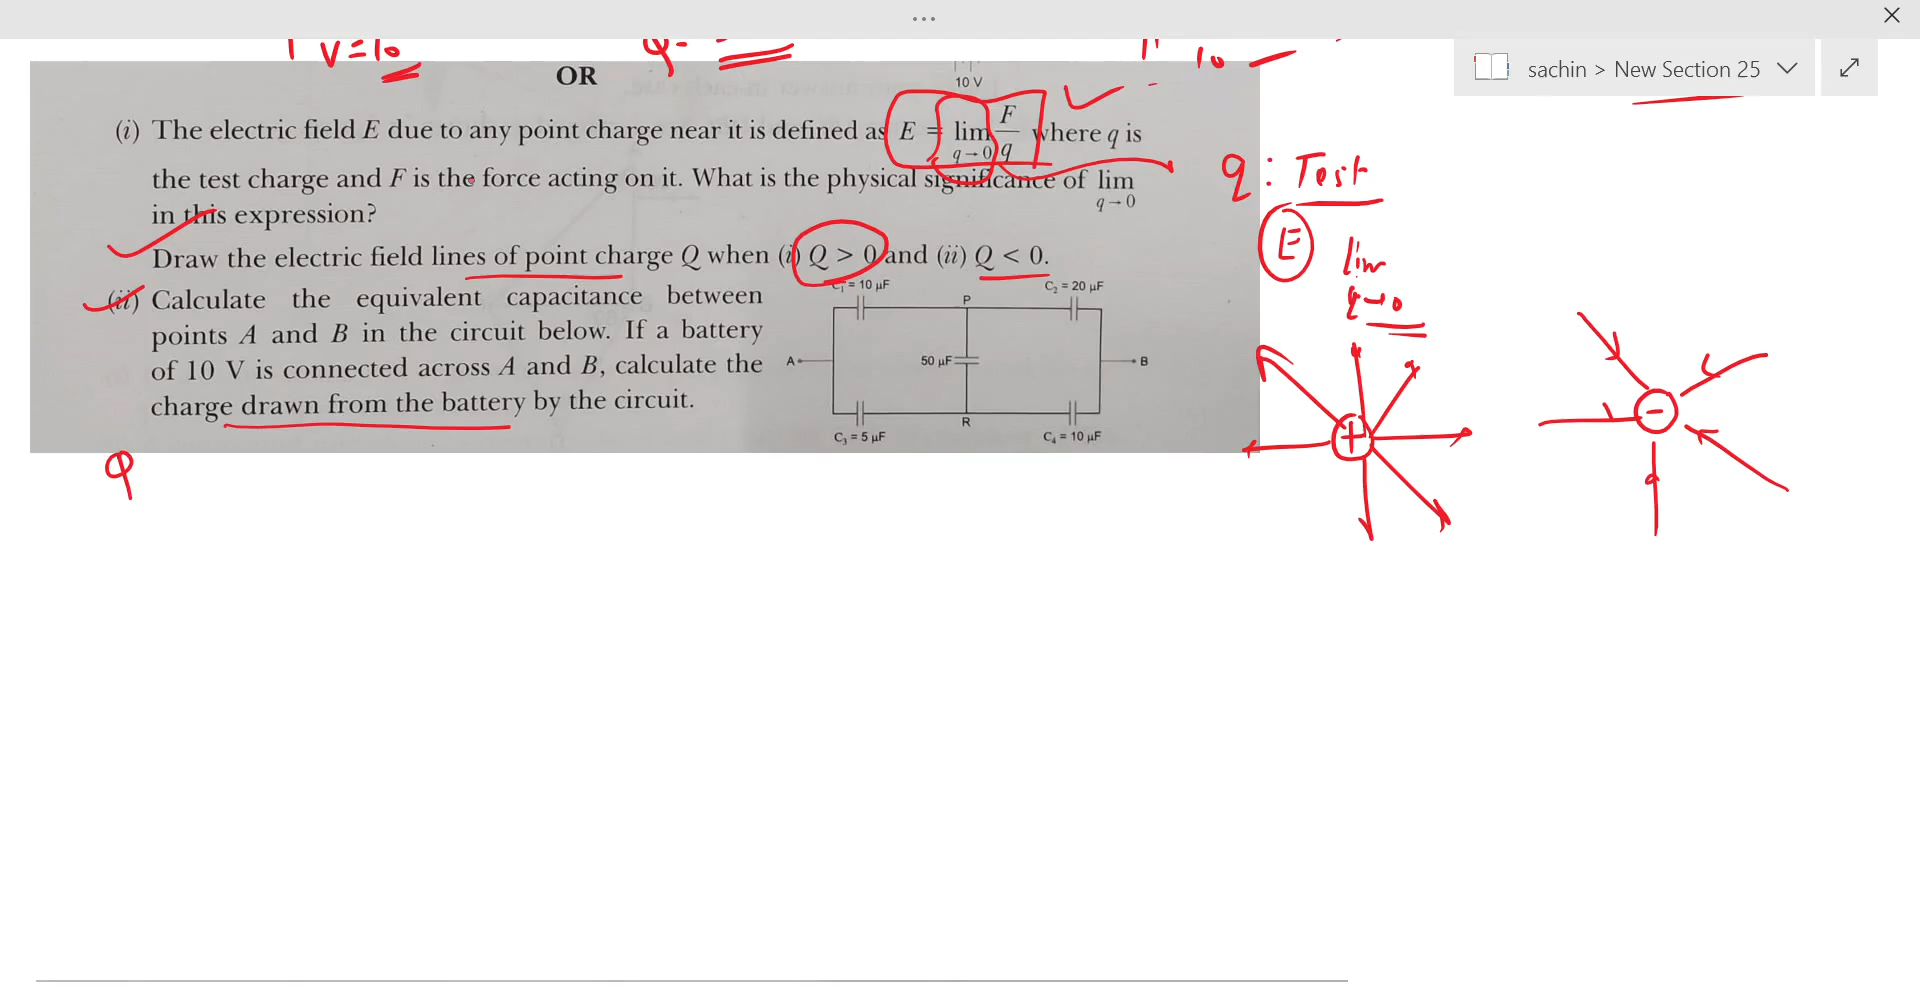 V = 10
10
sachin > New Section 25
OR
10 V
(i) The electric field E due to any point charge near it is defined as E = lim q→0 F/q where q is
the test charge and F is the force acting on it. What is the physical significance of lim q→0
in this expression?
Draw the electric field lines of point charge Q when (i) Q > 0 and (ii) Q < 0.
(ii) Calculate the equivalent capacitance between
points A and B in the circuit below. If a battery
of 10 V is connected across A and B, calculate the
charge drawn from the battery by the circuit.
C₁ = 10 μF
C₂ = 20 μF
P
A
50 μF
B
R
C₃ = 5 μF
C₄ = 10 μF
q : Test
E
lim
q→0
+
-